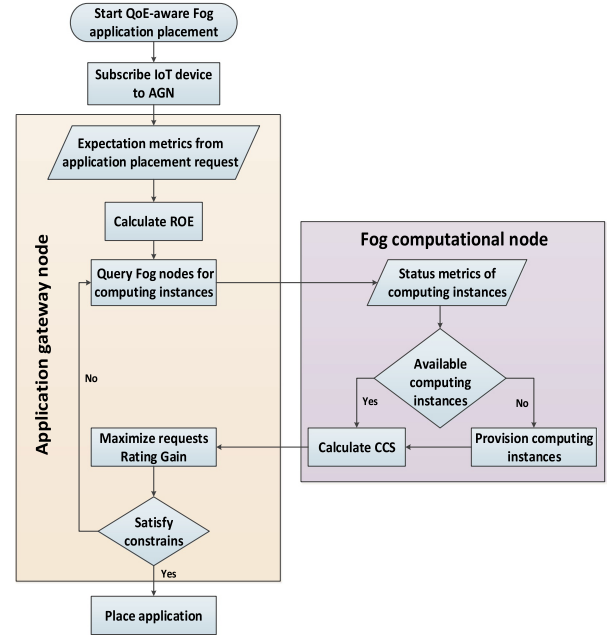 Start QoE-aware Fog
application placement
Subscribe IoT device
to AGN
Application gateway node
Expectation metrics from
application placement request
Calculate ROE
Query Fog nodes for
computing instances
Fog computational node
Status metrics of
computing instances
Available
computing
instances
Yes
No
Provision computing
instances
Calculate CCS
Maximize requests
Rating Gain
Satisfy
constrains
No
Yes
Place application